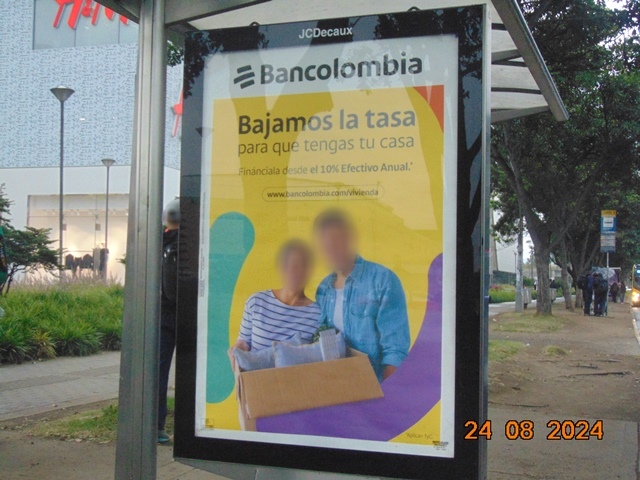 H&M
JCDecaux
Bancolombia
Bajamos la tasa
para que tengas tu casa
Finánciala desde el 10% Efectivo Anual.*
www.bancolombia.com/vivienda
24 08 2024